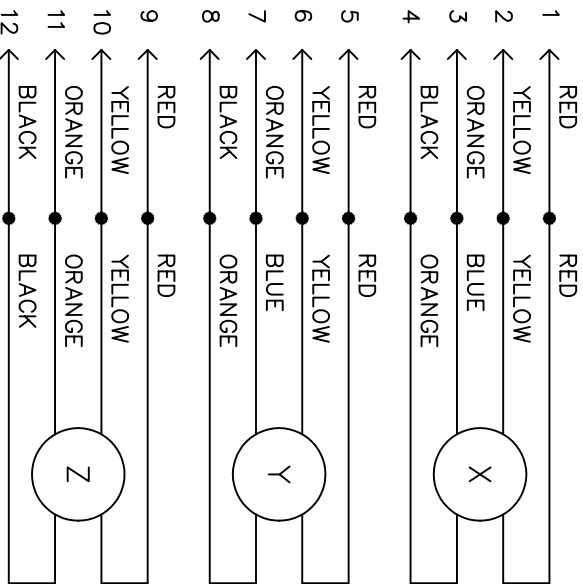 1 RED RED
2 YELLOW YELLOW
X
3 ORANGE BLUE
4 BLACK ORANGE
5 RED RED
6 YELLOW YELLOW
Y
7 ORANGE BLUE
8 BLACK ORANGE
9 RED RED
10 YELLOW YELLOW
Z
11 ORANGE ORANGE
12 BLACK BLACK